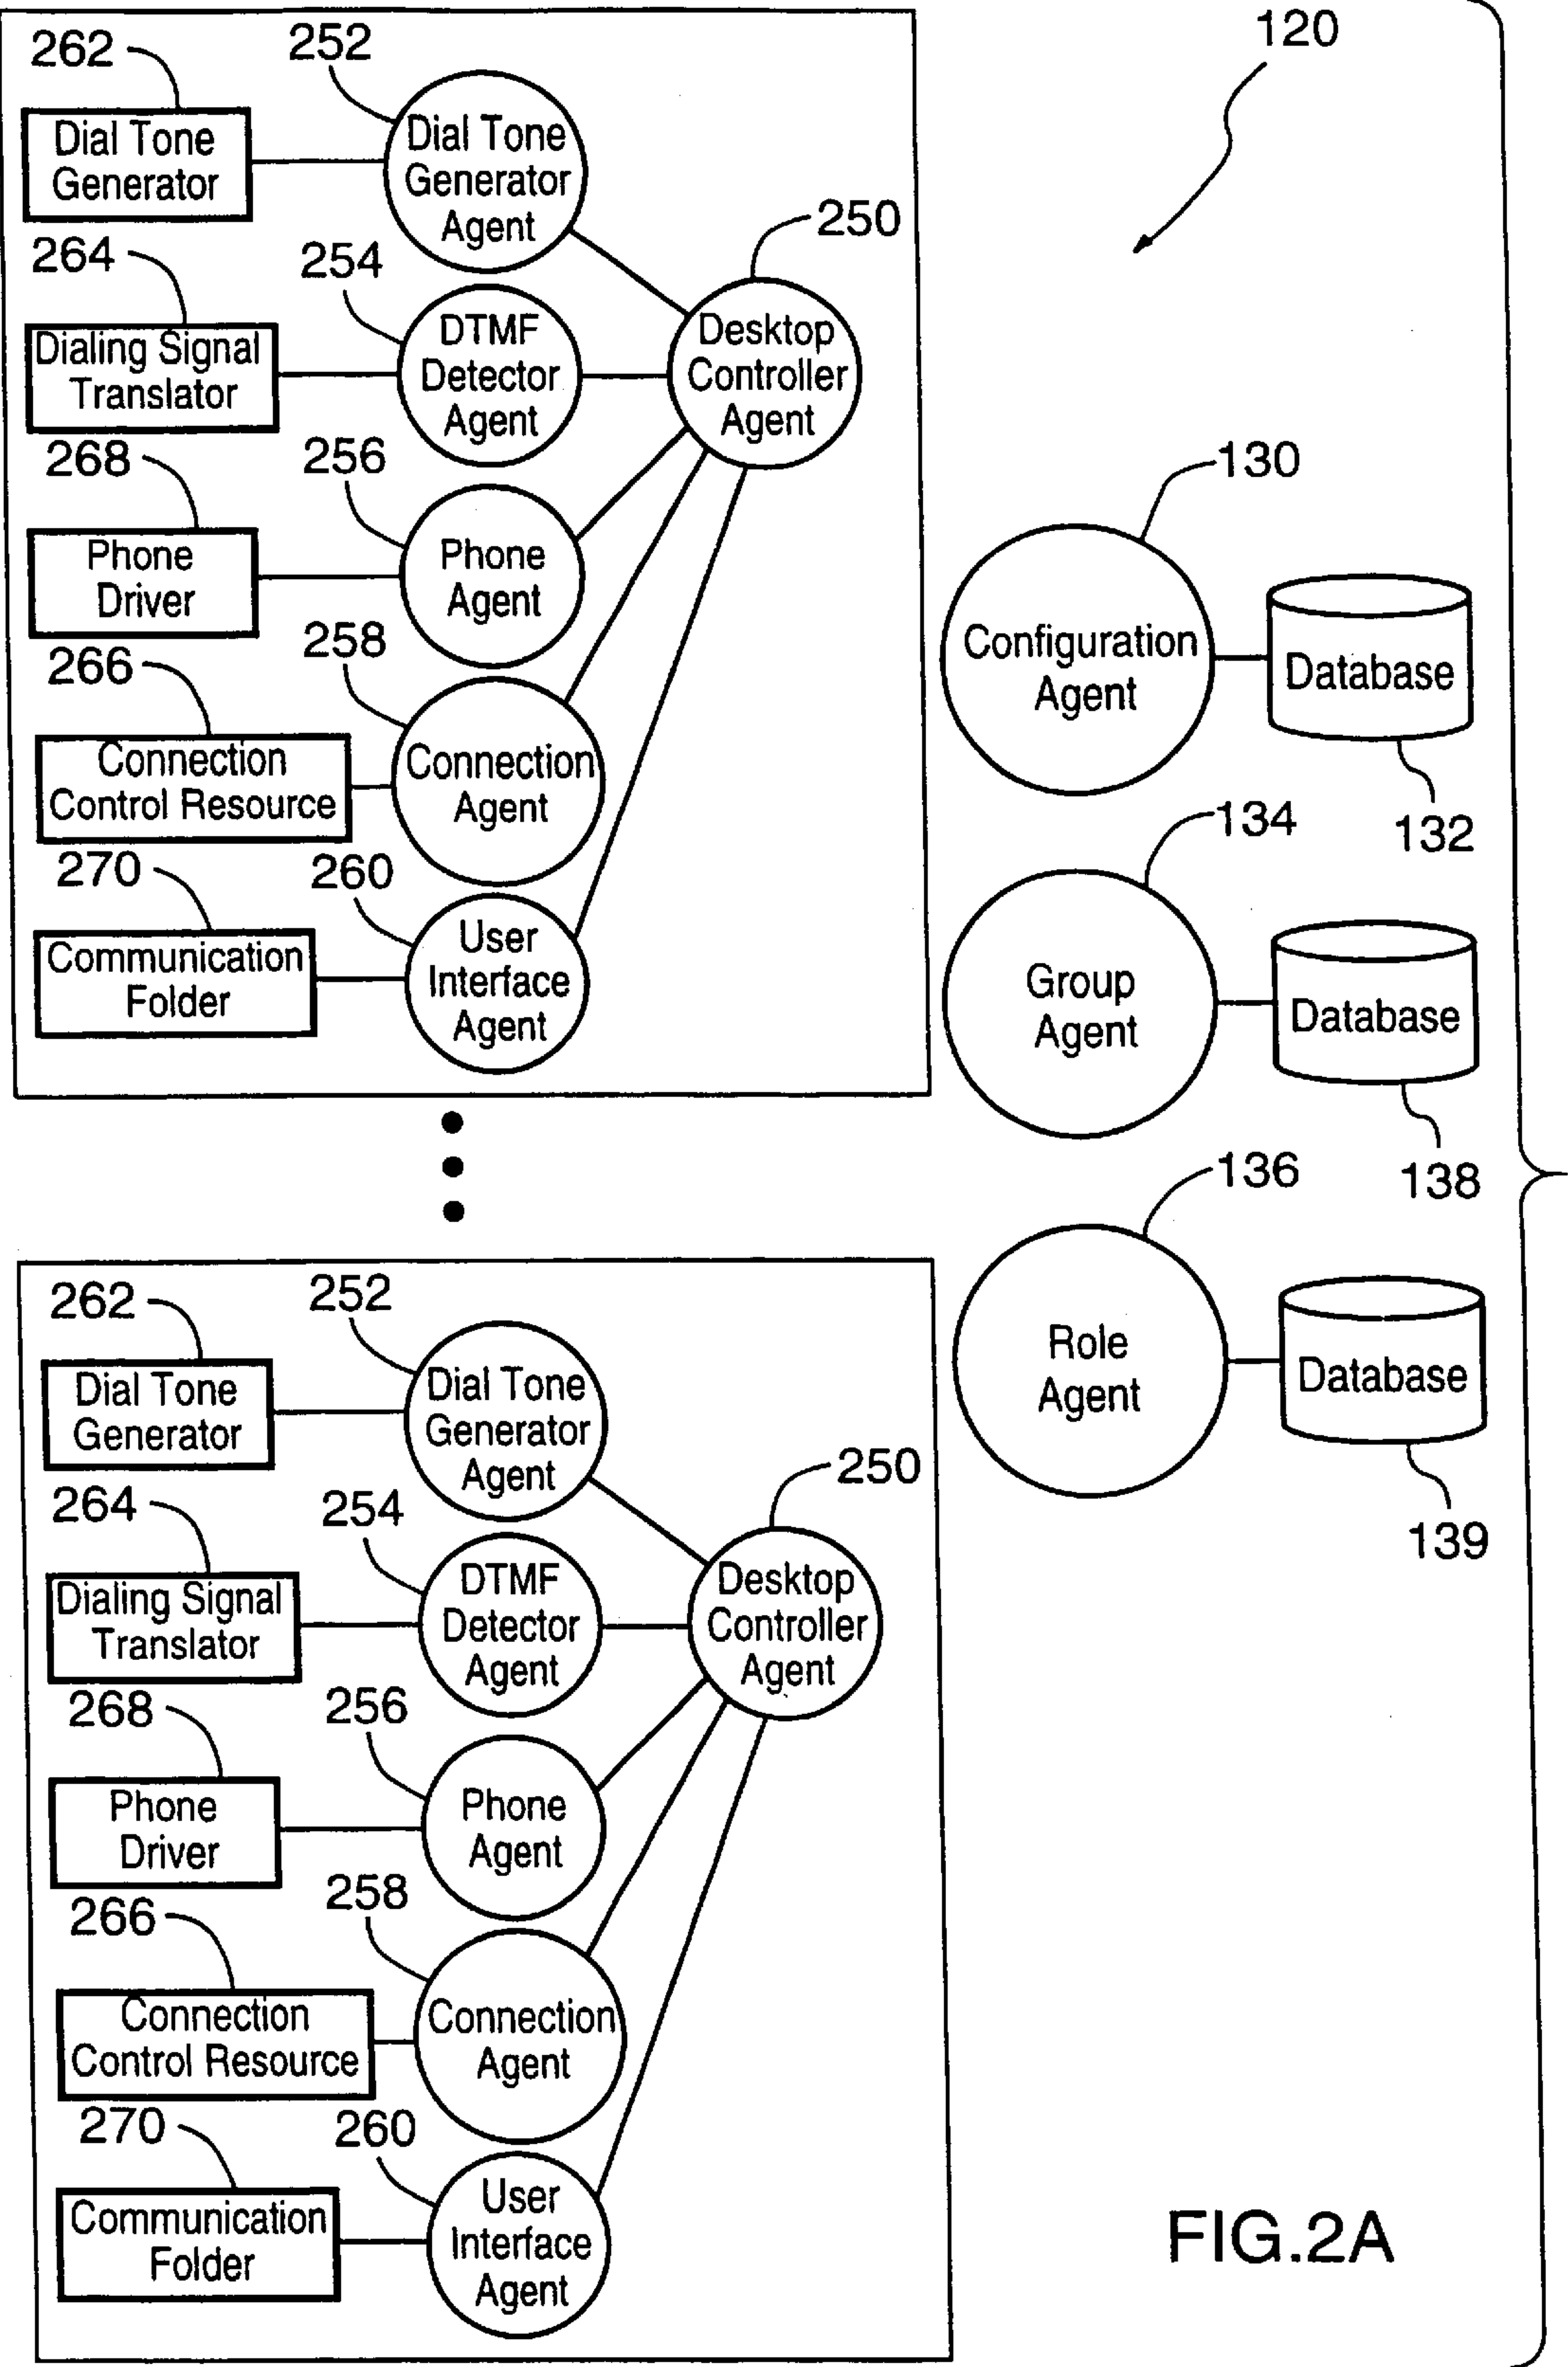 120
262
252
Dial Tone
Generator
Dial Tone
Generator
Agent
250
264
254
Dialing Signal
Translator
DTMF
Detector
Agent
Desktop
Controller
Agent
268
256
Phone
Driver
Phone
Agent
266
258
Connection
Control Resource
Connection
Agent
270
260
Communication
Folder
User
Interface
Agent
130
Configuration
Agent
Database
132
134
Group
Agent
Database
138
136
Role
Agent
Database
139
262
252
Dial Tone
Generator
Dial Tone
Generator
Agent
250
264
254
Dialing Signal
Translator
DTMF
Detector
Agent
Desktop
Controller
Agent
268
256
Phone
Driver
Phone
Agent
266
258
Connection
Control Resource
Connection
Agent
270
260
Communication
Folder
User
Interface
Agent
FIG.2A